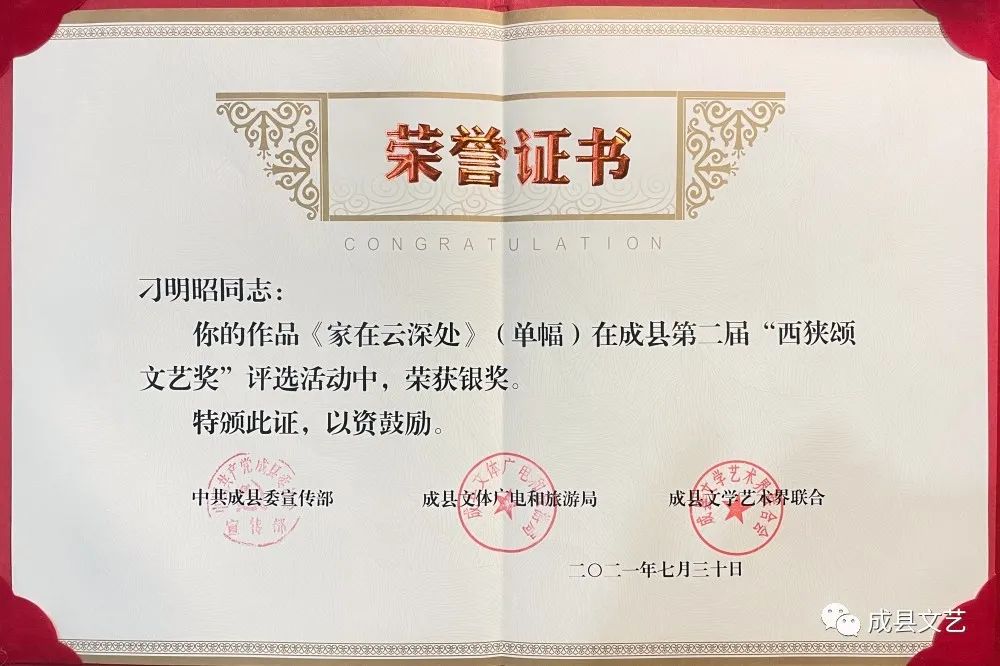 荣誉证书
CONGRATULATION
刁明昭同志：
你的作品《家在云深处》（单幅）在成县第二届“西狭颂
文艺奖”评选活动中，荣获银奖。
特颁此证，以资鼓励。
中共成县委宣传部 成县文体广电和旅游局 成县文学艺术界联合
宣传部
二〇二一年七月三十日
成县文艺